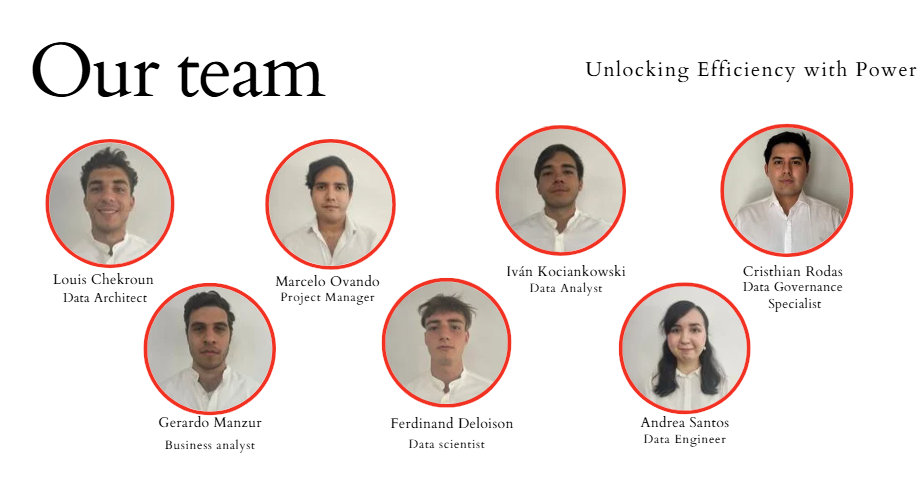 Our team
Unlocking Efficiency with Power
Louis Chekroun
Data Architect
Marcelo Ovando
Project Manager
Iván Kociankowski
Data Analyst
Cristhian Rodas
Data Governance
Specialist
Gerardo Manzur
Business analyst
Ferdinand Deloison
Data scientist
Andrea Santos
Data Engineer